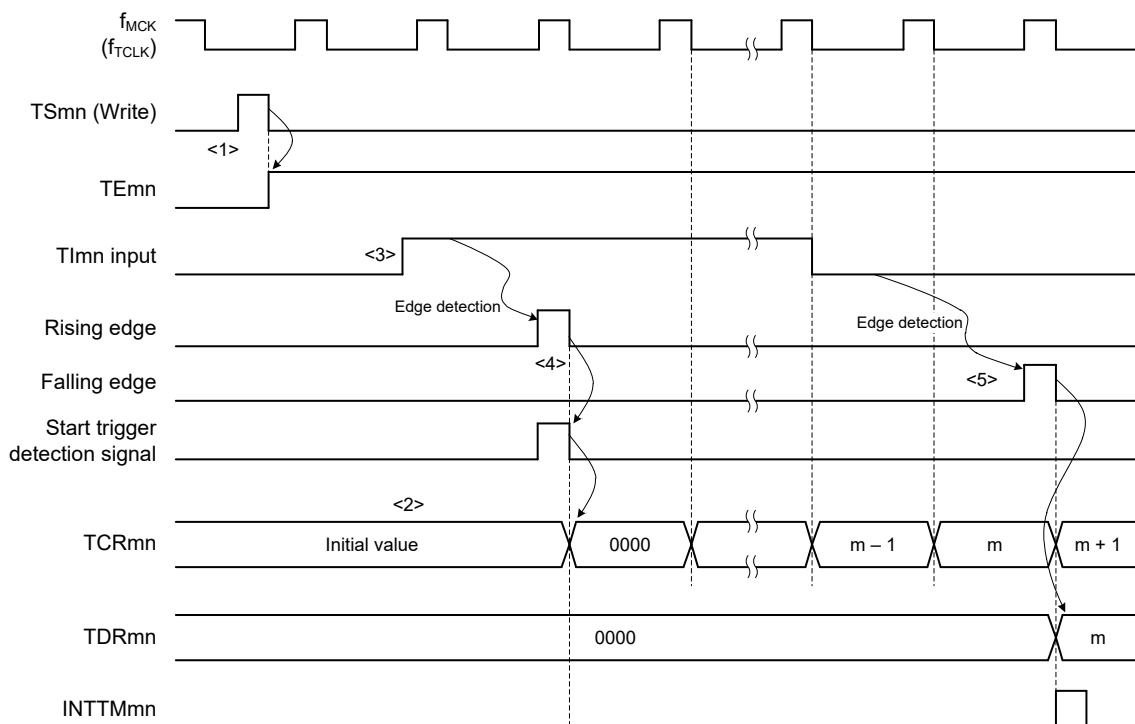 fMCK
(fTCLK)
TSmn (Write)
<1>
TEmn
TImn input
<3>
Edge detection
Edge detection
Rising edge
<4>
Falling edge
<5>
Start trigger
detection signal
<2>
TCRmn
Initial value
0000
m – 1
m
m + 1
TDRmn
0000
m
INTTMmn